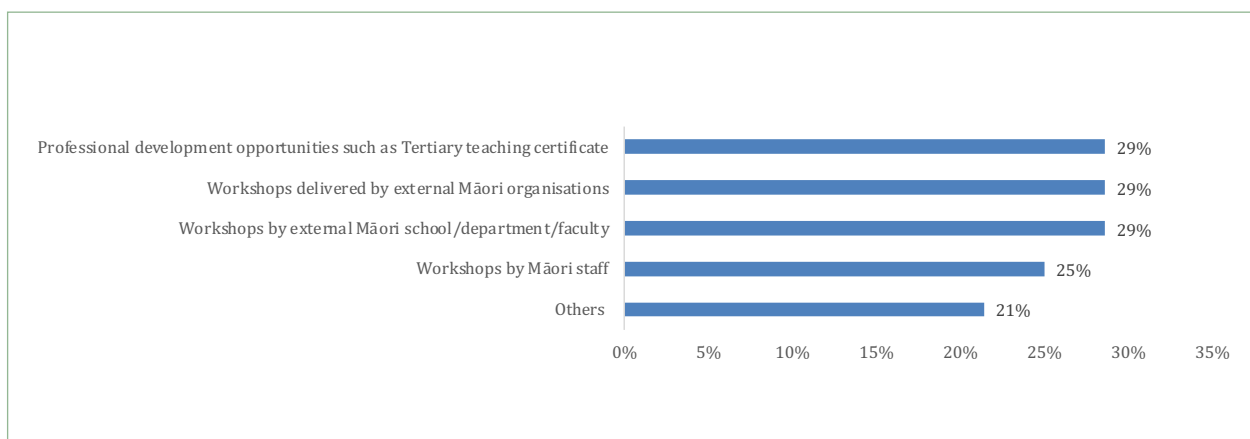 Professional development opportunities such as Tertiary teaching certificate 29%
Workshops delivered by external Māori organisations 29%
Workshops by external Māori school/department/faculty 29%
Workshops by Māori staff 25%
Others 21%
0% 5% 10% 15% 20% 25% 30% 35%